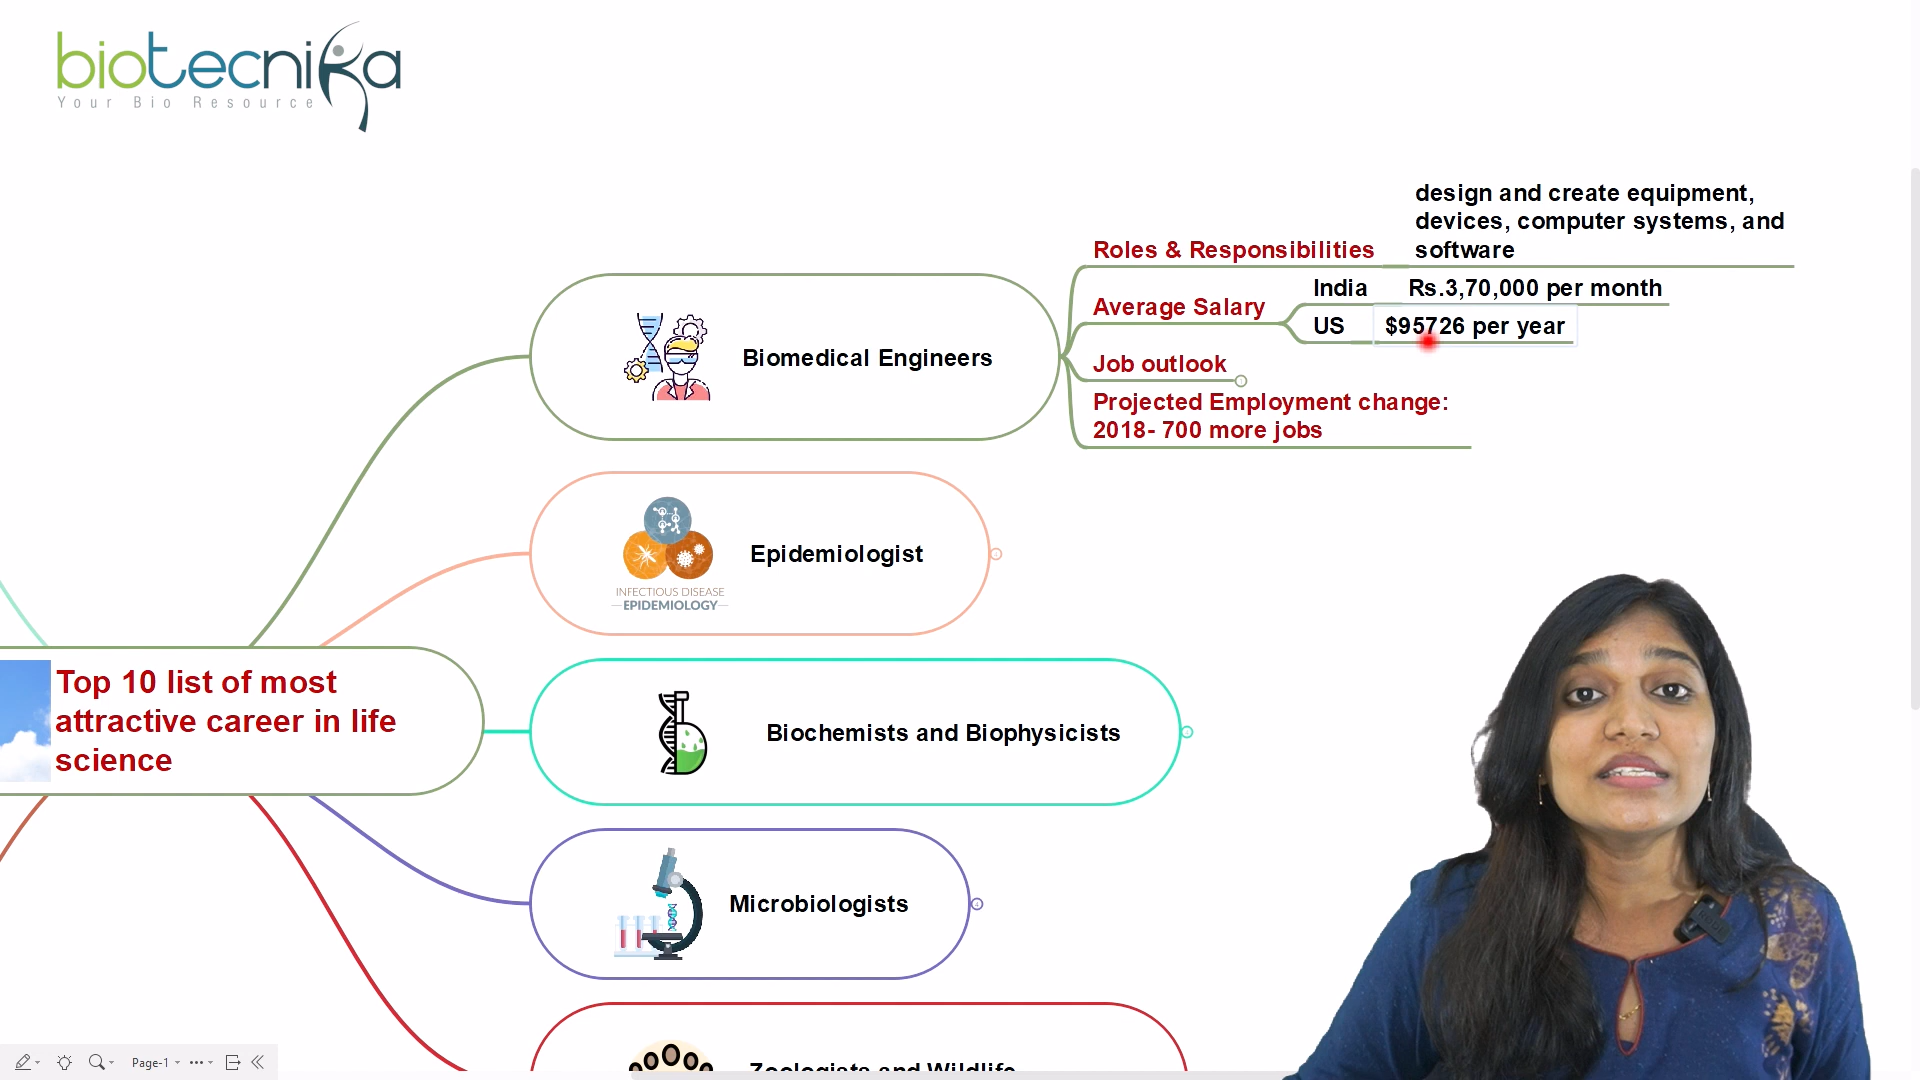 biotecnika
Your Bio Resource
design and create equipment,
devices, computer systems, and
software
Roles & Responsibilities
India Rs.3,70,000 per month
Average Salary
US $95726 per year
Job outlook
Projected Employment change:
2018- 700 more jobs
Biomedical Engineers
Epidemiologist
INFECTIOUS DISEASE
EPIDEMIOLOGY
Top 10 list of most
attractive career in life
science
Biochemists and Biophysicists
Microbiologists
Zoologists and Wildlife
Page-1